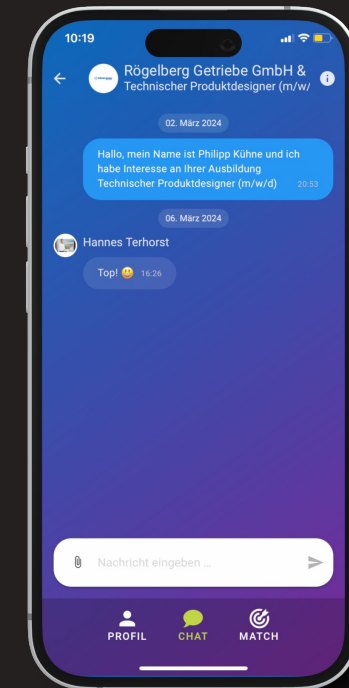 10:19
Rögelberg Getriebe GmbH &
Technischer Produktdesigner (m/w/
02. März 2024
Hallo, mein Name ist Philipp Kühne und ich
habe Interesse an Ihrer Ausbildung
Technischer Produktdesigner (m/w/d) 20:53
06. März 2024
Hannes Terhorst
Top! 😃 16:26
Nachricht eingeben ...
PROFIL CHAT MATCH